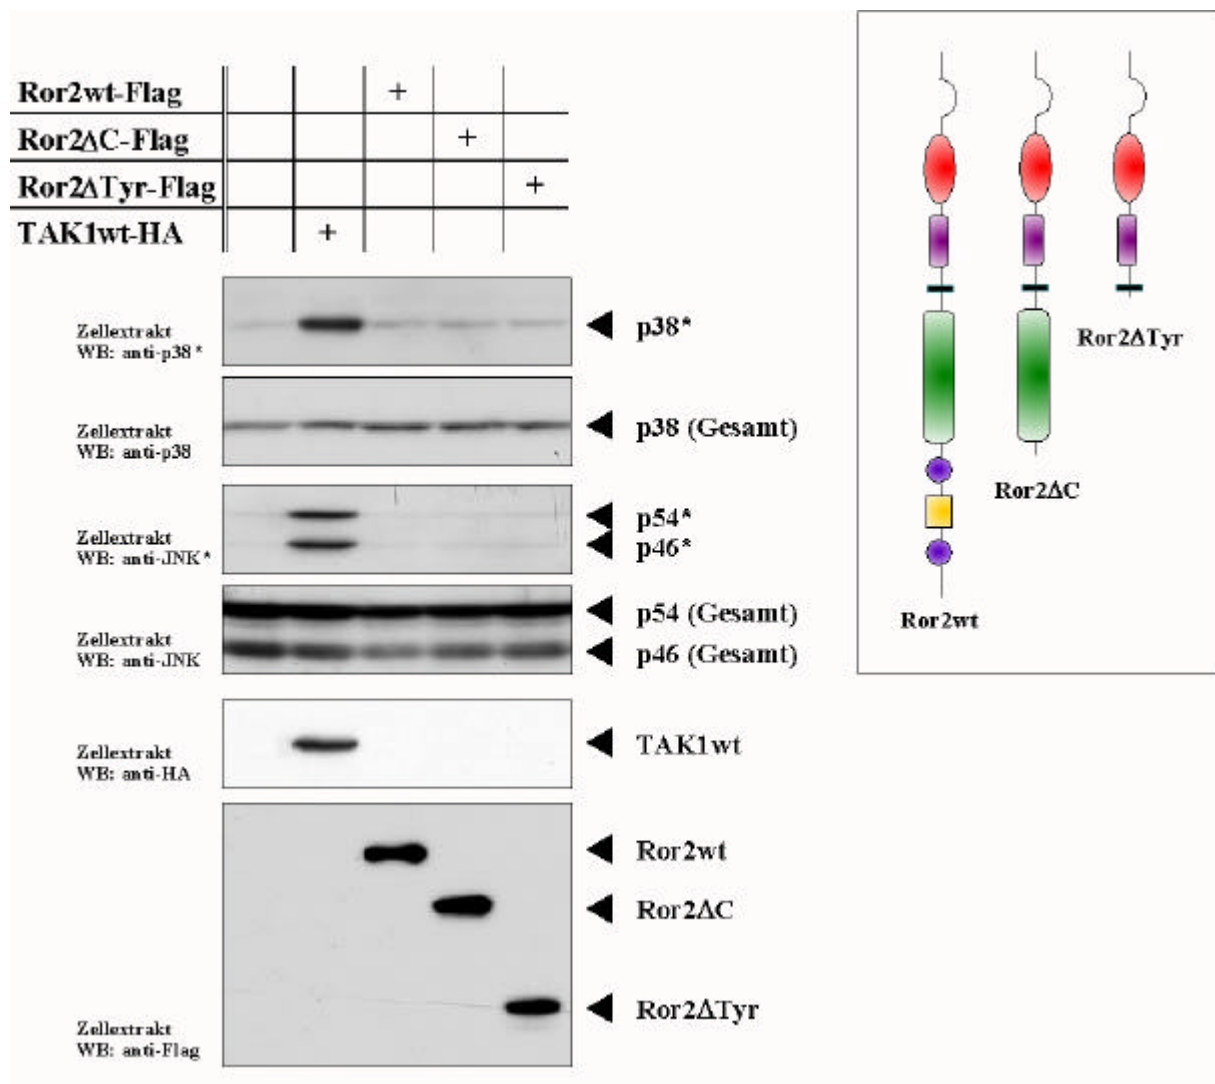 Ror2wt-Flag +
Ror2ΔC-Flag +
Ror2ΔTyr-Flag +
TAK1wt-HA +
Zellextrakt
WB: anti-p38*
p38*
Zellextrakt
WB: anti-p38
p38 (Gesamt)
Zellextrakt
WB: anti-JNK*
p54*
p46*
Zellextrakt
WB: anti-JNK
p54 (Gesamt)
p46 (Gesamt)
Zellextrakt
WB: anti-HA
TAK1wt
Zellextrakt
WB: anti-Flag
Ror2wt
Ror2ΔC
Ror2ΔTyr
Ror2ΔTyr
Ror2ΔC
Ror2wt